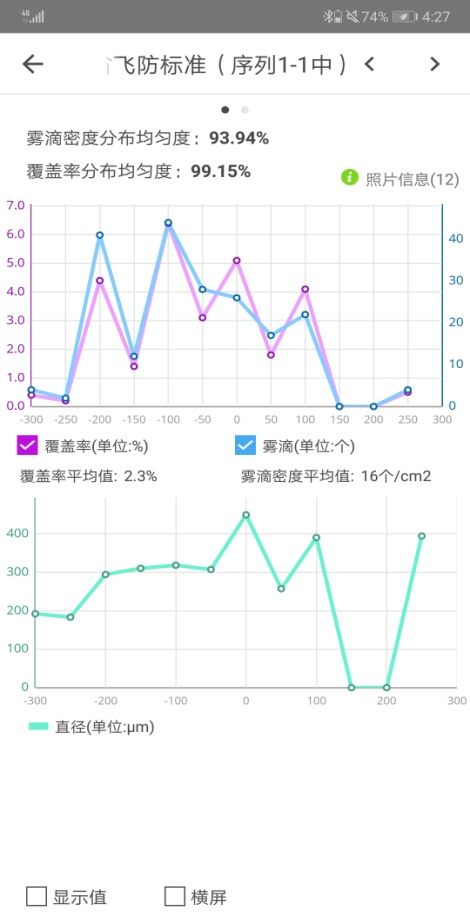 4G 74% 4:27
飞防标准（序列1-1中）
雾滴密度分布均匀度：93.94%
覆盖率分布均匀度：99.15%
照片信息(12)
7.0
6.0
5.0
4.0
3.0
2.0
1.0
0.0
40
30
20
10
0
-300 -250 -200 -150 -100 -50 0 50 100 150 200 250 300
覆盖率(单位:%) 雾滴(单位:个)
覆盖率平均值: 2.3% 雾滴密度平均值: 16个/cm2
400
300
200
100
0
-300 -200 -100 0 100 200 300
直径(单位:μm)
显示值 横屏